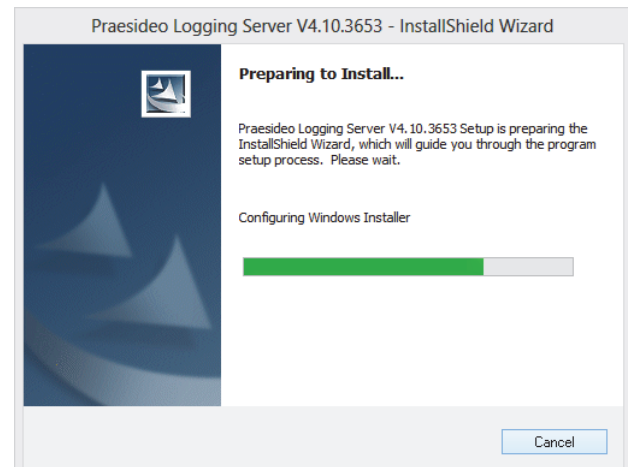 Praesideo Logging Server V4.10.3653 - InstallShield Wizard
Preparing to Install...
Praesideo Logging Server V4.10.3653 Setup is preparing the
InstallShield Wizard, which will guide you through the program
setup process.  Please wait.
Configuring Windows Installer
Cancel